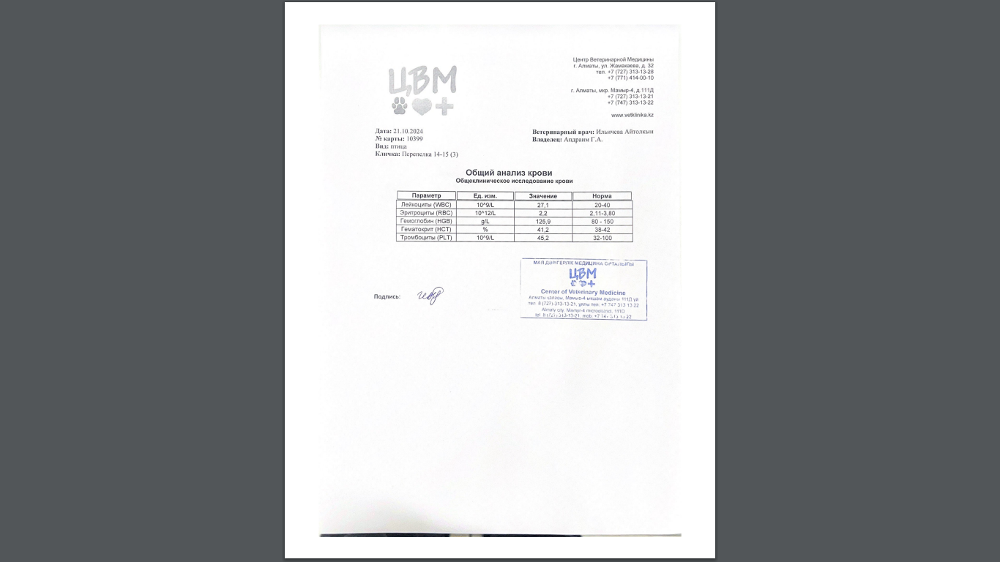 ЦВМ
Центр Ветеринарной Медицины
г. Алматы, ул. Жамакаева, д. 32
тел. +7 (727) 313-13-28
+7 (771) 414-00-10
г. Алматы, мкр. Мамыр-4, д.111Д
+7 (727) 313-13-21
+7 (747) 313-13-22
www.vetklinika.kz
Дата: 21.10.2024
№ карты: 10399
Вид: птица
Кличка: Перепелка 14-15 (3)
Ветеринарный врач: Ильичева Айтолкын
Владелец: Апдраим Г.А.
Общий анализ крови
Общеклиническое исследование крови
Параметр Ед. изм. Значение Норма
Лейкоциты (WBC) 10^9/L 27,1 20-40
Эритроциты (RBC) 10^12/L 2,2 2,11-3,80
Гемоглобин (HGB) g/L 125,9 80 - 150
Гематокрит (HCT) % 41,2 38-42
Тромбоциты (PLT) 10^9/L 45,2 32-100
Подпись:
МАЛ ДӘРІГЕРЛІК МЕДИЦИНА ОРТАЛЫҒЫ
ЦВМ
Center of Veterinary Medicine
Алматы қаласы, Мамыр-4 ықшам ауданы 111Д үй
тел: 8 (727)-313-13-21, ұялы тел: +7 747 313 13 22
Almaty city, Mamyr-4 microdistrict, 111D
tel: 8 (727) 313-13-21, mob: +7 747 313 13 22